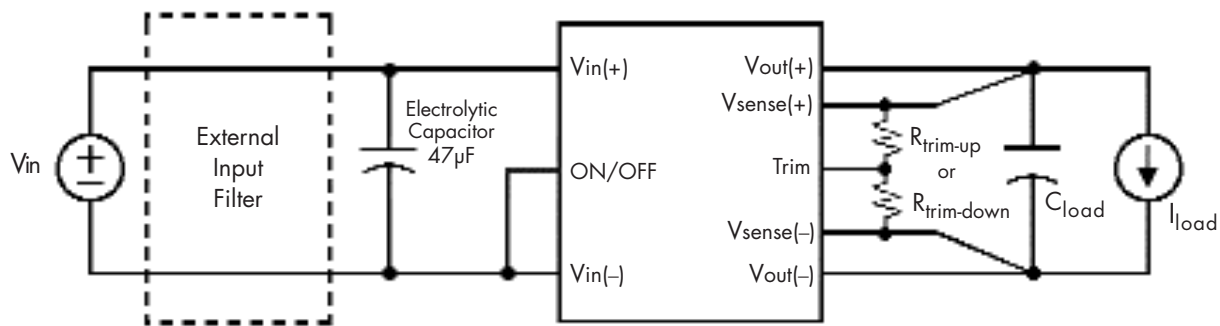 Vin
+
−
External
Input
Filter
Electrolytic
Capacitor
47µF
Vin(+)
ON/OFF
Vin(−)
Vout(+)
Vsense(+)
Trim
Vsense(−)
Vout(−)
Rtrim-up
or
Rtrim-down
Cload
Iload